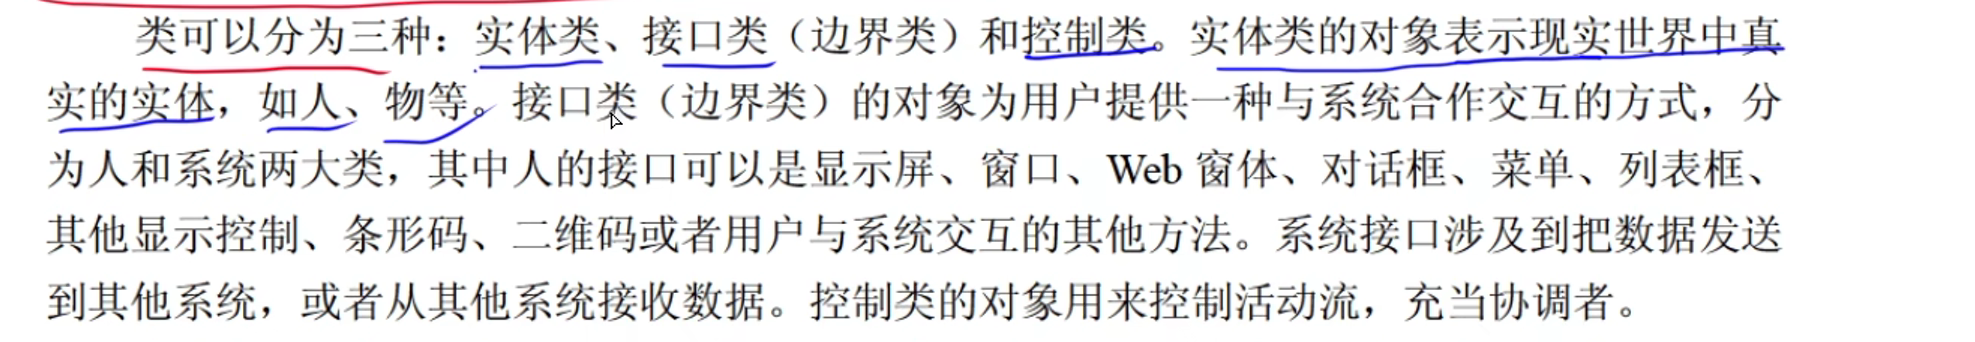 类可以分为三种：实体类、接口类（边界类）和控制类。实体类的对象表示现实世界中真
实的实体，如人、物等。接口类（边界类）的对象为用户提供一种与系统合作交互的方式，分
为人和系统两大类，其中人的接口可以是显示屏、窗口、Web 窗体、对话框、菜单、列表框、
其他显示控制、条形码、二维码或者用户与系统交互的其他方法。系统接口涉及到把数据发送
到其他系统，或者从其他系统接收数据。控制类的对象用来控制活动流，充当协调者。